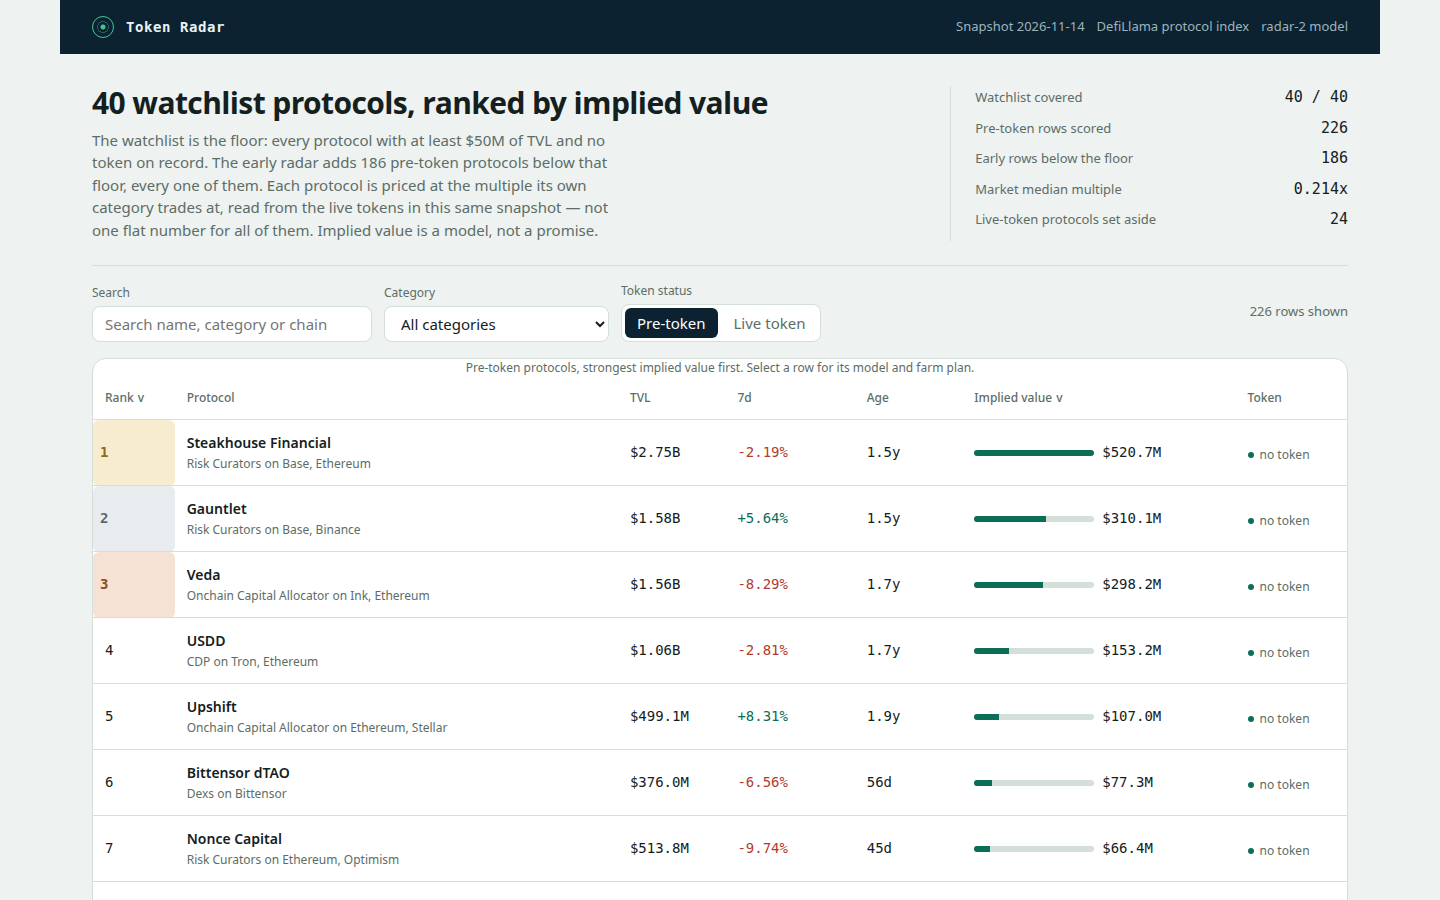 Token Radar
Snapshot 2026-11-14 DefiLlama protocol index radar-2 model
40 watchlist protocols, ranked by implied value
The watchlist is the floor: every protocol with at least $50M of TVL and no
token on record. The early radar adds 186 pre-token protocols below that
floor, every one of them. Each protocol is priced at the multiple its own
category trades at, read from the live tokens in this same snapshot — not
one flat number for all of them. Implied value is a model, not a promise.
Watchlist covered 40 / 40
Pre-token rows scored 226
Early rows below the floor 186
Market median multiple 0.214x
Live-token protocols set aside 24
Search
Search name, category or chain
Category
All categories
Token status
Pre-token Live token
226 rows shown
Pre-token protocols, strongest implied value first. Select a row for its model and farm plan.
Rank v Protocol TVL 7d Age Implied value v Token
1 Steakhouse Financial $2.75B -2.19% 1.5y $520.7M no token
Risk Curators on Base, Ethereum
2 Gauntlet $1.58B +5.64% 1.5y $310.1M no token
Risk Curators on Base, Binance
3 Veda $1.56B -8.29% 1.7y $298.2M no token
Onchain Capital Allocator on Ink, Ethereum
4 USDD $1.06B -2.81% 1.7y $153.2M no token
CDP on Tron, Ethereum
5 Upshift $499.1M +8.31% 1.9y $107.0M no token
Onchain Capital Allocator on Ethereum, Stellar
6 Bittensor dTAO $376.0M -6.56% 56d $77.3M no token
Dexs on Bittensor
7 Nonce Capital $513.8M -9.74% 45d $66.4M no token
Risk Curators on Ethereum, Optimism